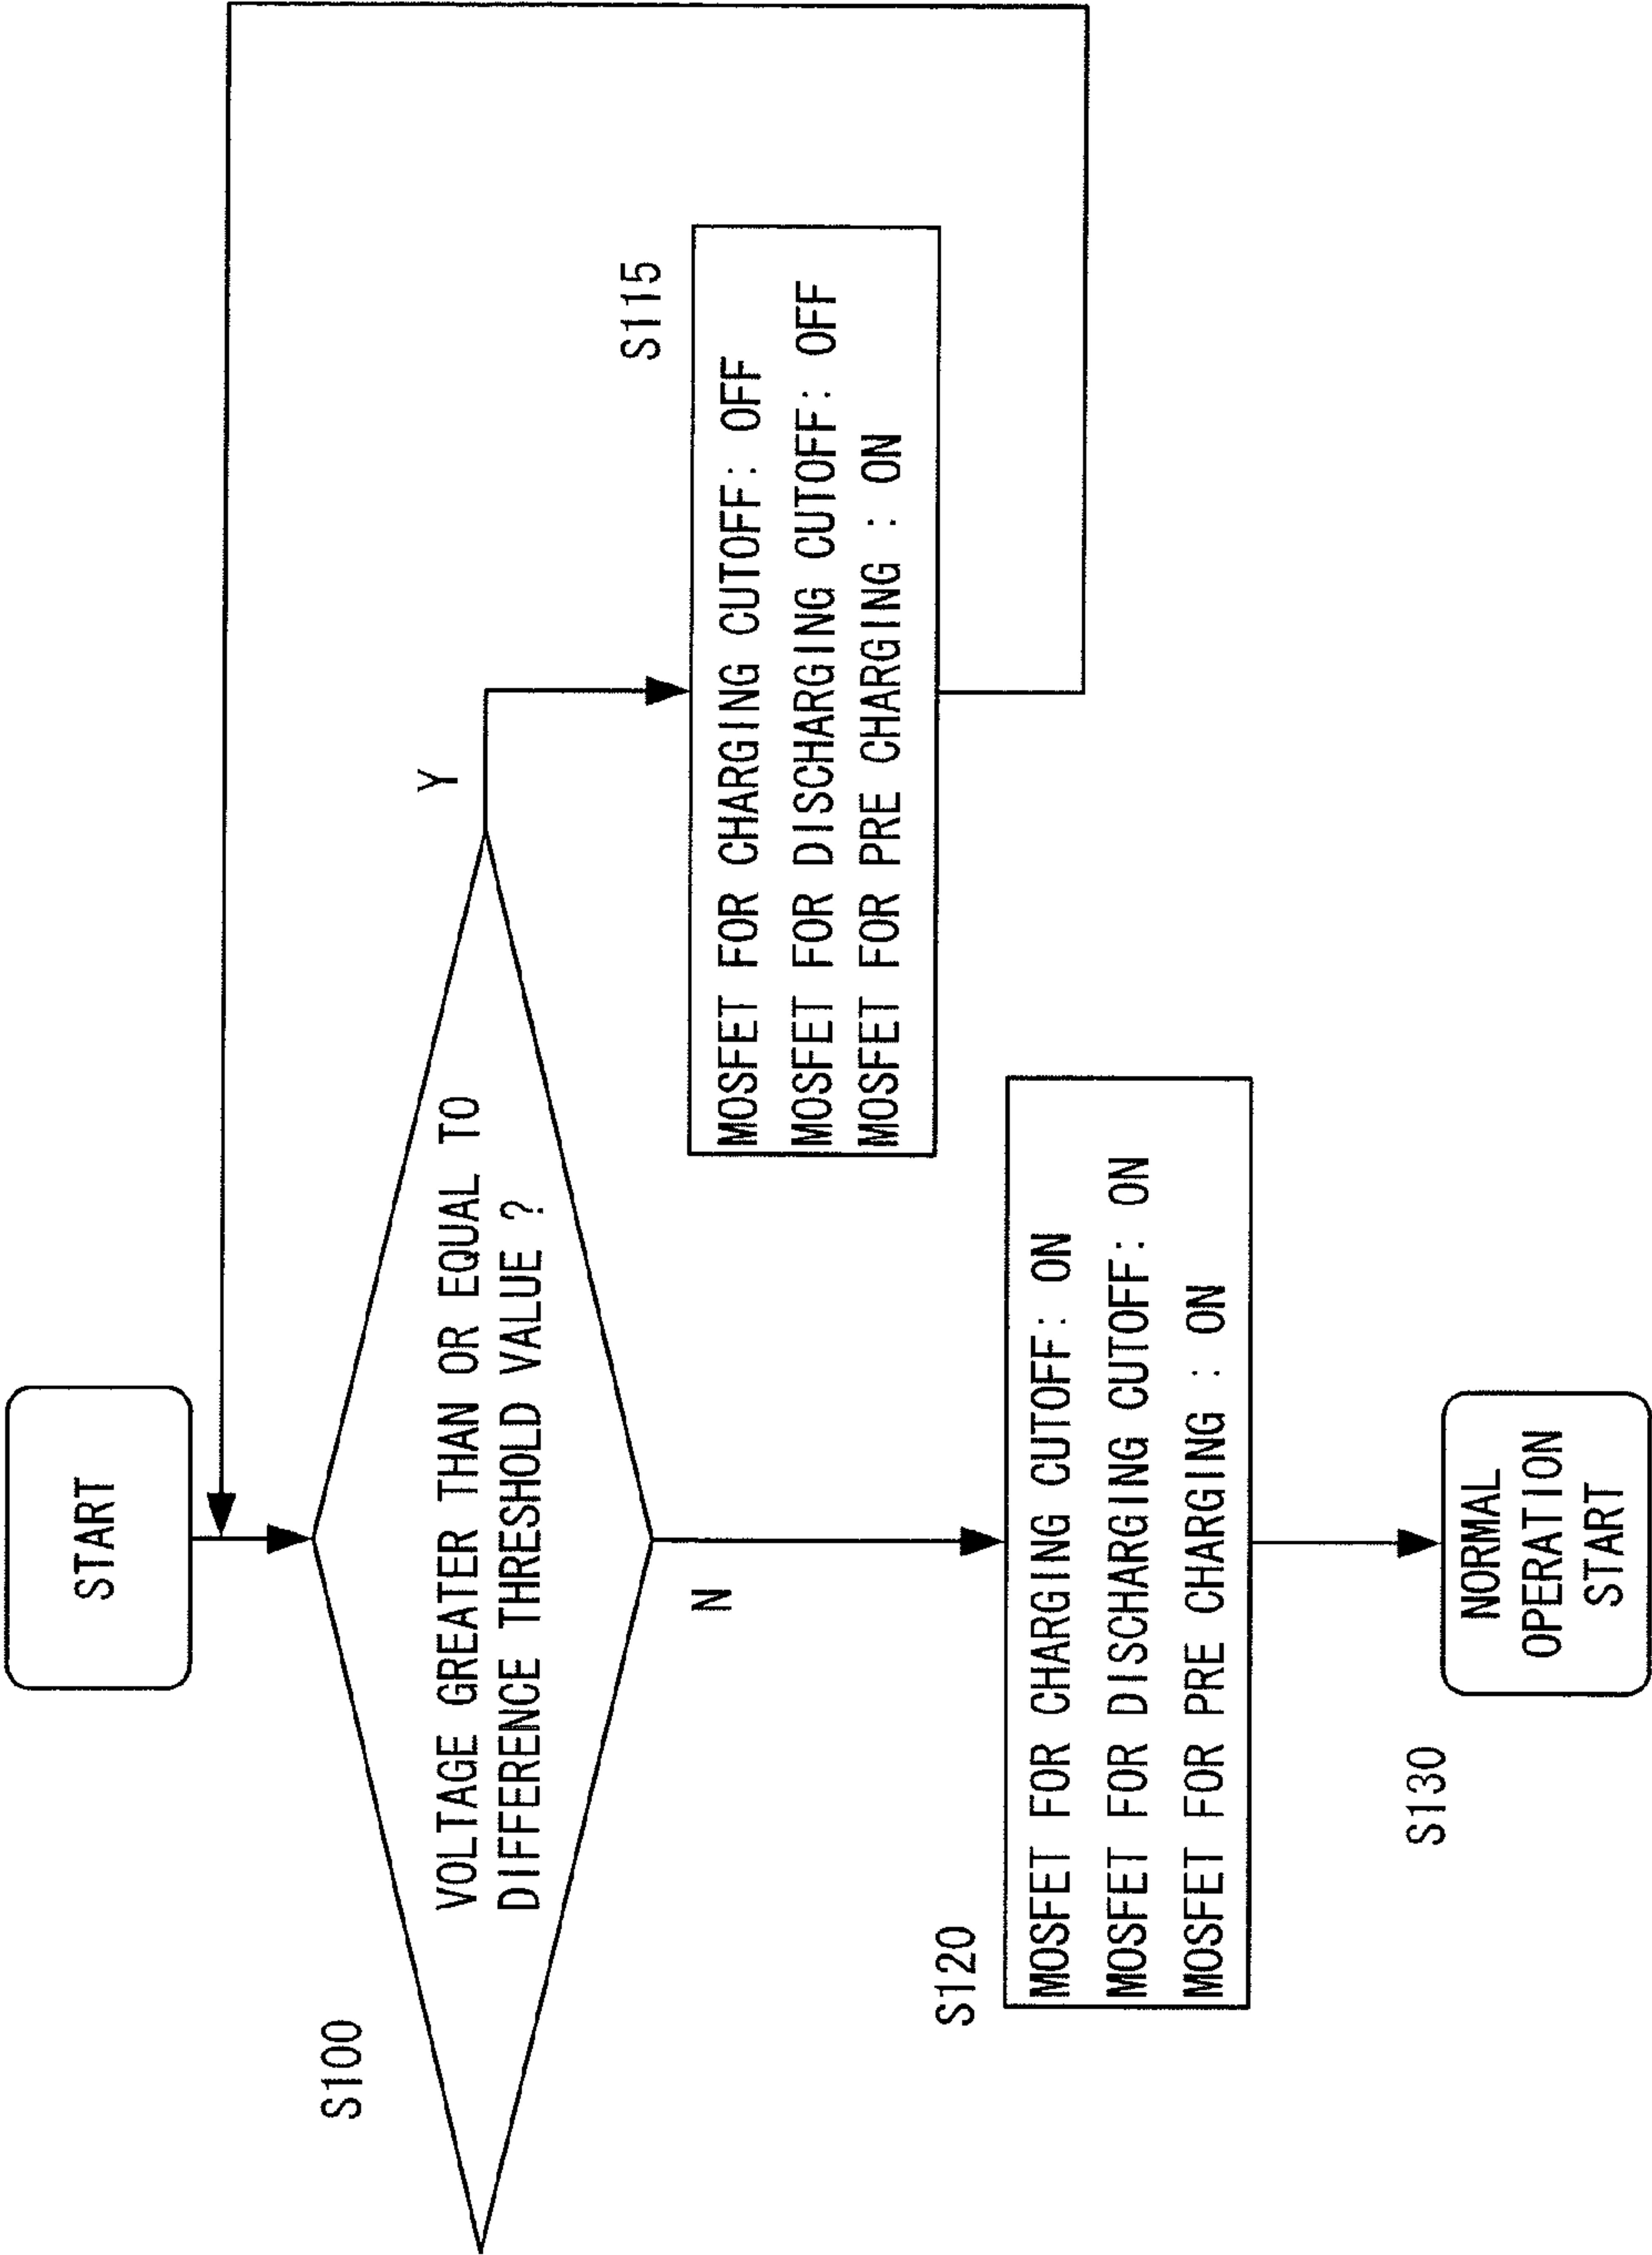 START
S100
VOLTAGE GREATER THAN OR EQUAL TO
DIFFERENCE THRESHOLD VALUE ?
Y
N
S115
MOSFET FOR CHARGING CUTOFF: OFF
MOSFET FOR DISCHARGING CUTOFF: OFF
MOSFET FOR PRE CHARGING : ON
S120
MOSFET FOR CHARGING CUTOFF: ON
MOSFET FOR DISCHARGING CUTOFF: ON
MOSFET FOR PRE CHARGING : ON
S130
NORMAL
OPERATION
START